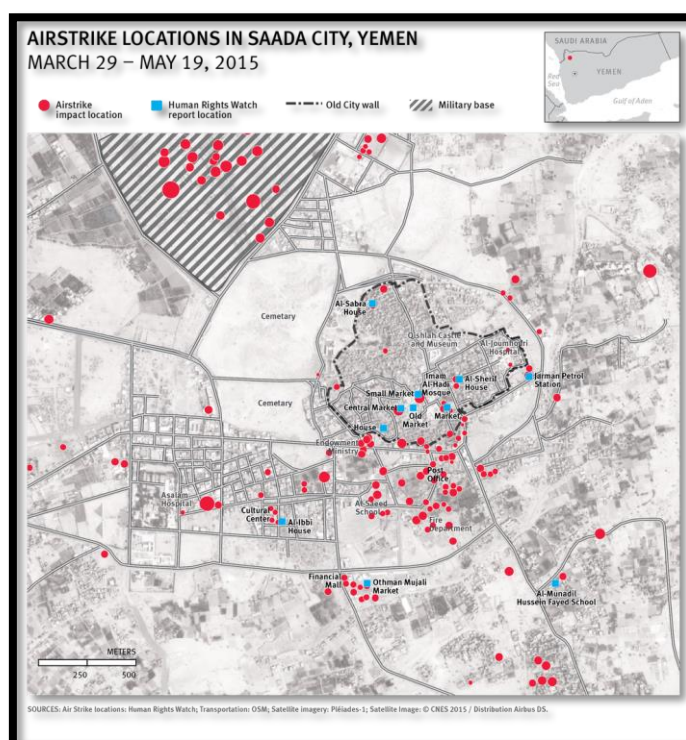 AIRSTRIKE LOCATIONS IN SAADA CITY, YEMEN
MARCH 29 – MAY 19, 2015
SAUDI ARABIA
YEMEN
Red
Sea
Gulf of Aden
Airstrike
impact location
Human Rights Watch
report location
Old City wall
Military base
Cemetary
Al-Sabra
House
Qishlah Castle
and Museum
Al-Joumhouri
Hospital
Imam
Al-Hadi
Mosque
Al-Sherif
House
Jarman Petrol
Station
Small Market
Cemetary
Central Market
Old
Market
Market
House
Endowment
Ministry
Post
Office
Asalam
Hospital
Al-Saeed
School
Cultural
Center
Al-Ibbi
House
Fire
Department
Financial
Mall
Othman Mujali
Market
Al-Munadil
Hussein Fayed School
METERS
250
500
SOURCES: Air Strike locations: Human Rights Watch; Transportation: OSM; Satellite imagery: Pléiades-1; Satellite Image: © CNES 2015 / Distribution Airbus DS.